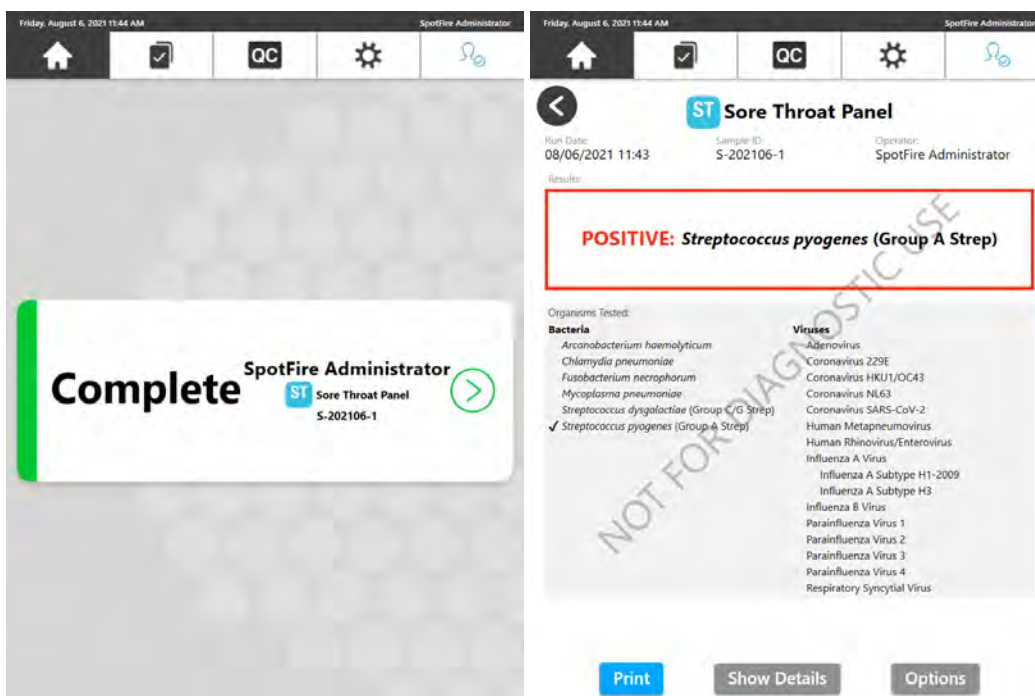 Friday, August 6, 2021 11:44 AM
SpotFire Administrator
QC
Complete
SpotFire Administrator
ST Sore Throat Panel
S-202106-1
Friday, August 6, 2021 11:44 AM
SpotFire Administrator
QC
ST Sore Throat Panel
Run Date:
08/06/2021 11:43
Sample ID:
S-202106-1
Operator:
SpotFire Administrator
Results:
POSITIVE: Streptococcus pyogenes (Group A Strep)
Organisms Tested:
Bacteria
Arcanobacterium haemolyticum
Chlamydia pneumoniae
Fusobacterium necrophorum
Mycoplasma pneumoniae
Streptococcus dysgalactiae (Group C/G Strep)
✓ Streptococcus pyogenes (Group A Strep)
Viruses
Adenovirus
Coronavirus 229E
Coronavirus HKU1/OC43
Coronavirus NL63
Coronavirus SARS-CoV-2
Human Metapneumovirus
Human Rhinovirus/Enterovirus
Influenza A Virus
Influenza A Subtype H1-2009
Influenza A Subtype H3
Influenza B Virus
Parainfluenza Virus 1
Parainfluenza Virus 2
Parainfluenza Virus 3
Parainfluenza Virus 4
Respiratory Syncytial Virus
NOT FOR DIAGNOSTIC USE
Print
Show Details
Options